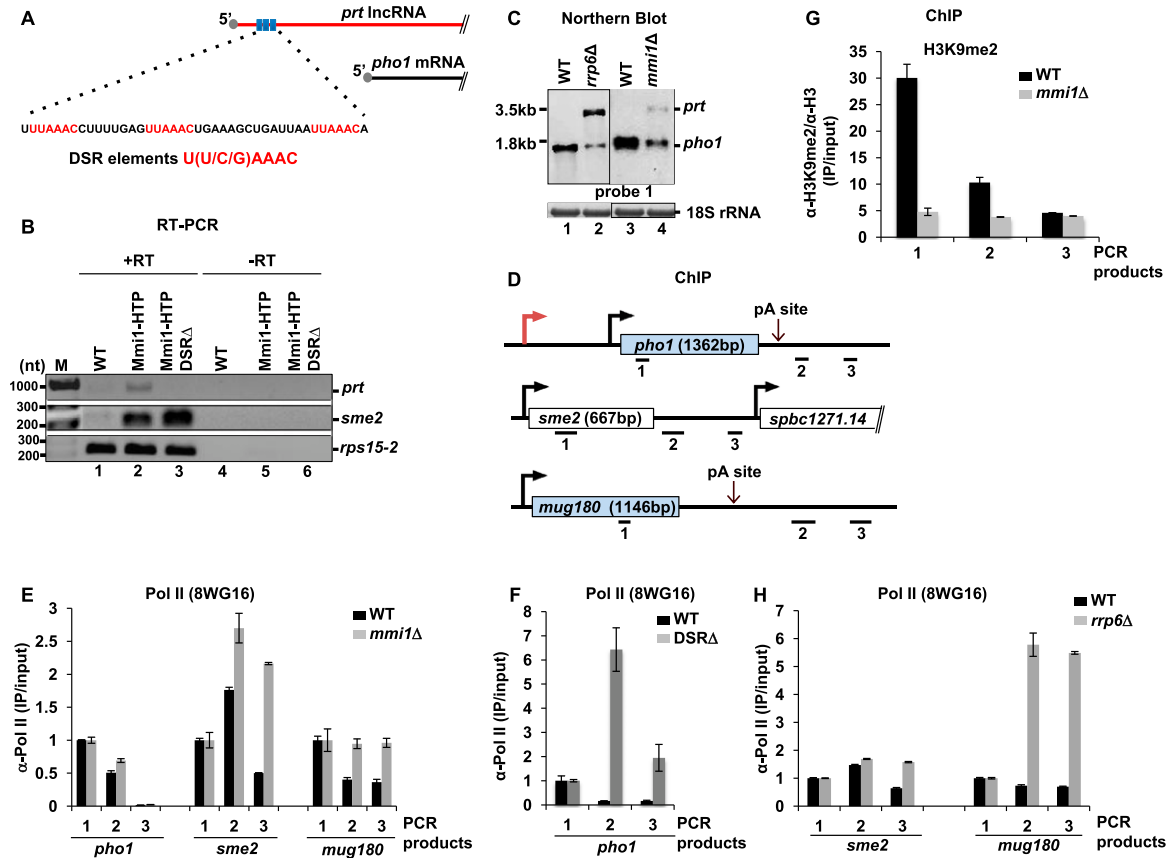 A
5'
prt lncRNA
5'
pho1 mRNA
UUUAAACCUUUUGAGUUAAACUGAAAGCUGAUUAAUUAAACA
DSR elements U(U/C/G)AAAC
B
RT-PCR
+RT
-RT
(nt)
M
WT
Mmi1-HTP
Mmi1-HTP DSRΔ
WT
Mmi1-HTP
Mmi1-HTP DSRΔ
1000
prt
300
200
sme2
300
200
rps15-2
1 2 3 4 5 6
C
Northern Blot
WT
rrp6Δ
WT
mmi1Δ
3.5kb
prt
1.8kb
pho1
probe 1
18S rRNA
1 2 3 4
D
ChIP
pA site
pho1 (1362bp)
1 2 3
sme2 (667bp)
spbc1271.14
1 2 3
pA site
mug180 (1146bp)
1 2 3
E
Pol II (8WG16)
WT
mmi1Δ
α-Pol II (IP/input)
3
2.5
2
1.5
1
0.5
0
1 2 3 1 2 3 1 2 3
PCR products
pho1 sme2 mug180
F
Pol II (8WG16)
WT
DSRΔ
α-Pol II (IP/input)
8
7
6
5
4
3
2
1
0
1 2 3
PCR products
pho1
G
ChIP
H3K9me2
WT
mmi1Δ
α-H3K9me2/α-H3
(IP/input)
35
30
25
20
15
10
5
0
1 2 3
PCR products
H
Pol II (8WG16)
WT
rrp6Δ
α-Pol II (IP/input)
7
6
5
4
3
2
1
0
1 2 3 1 2 3
PCR products
sme2 mug180